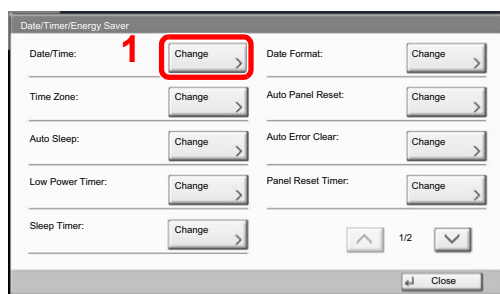 Date/Timer/Energy Saver
Date/Time: 1 Change Date Format: Change
Time Zone: Change Auto Panel Reset: Change
Auto Sleep: Change Auto Error Clear: Change
Low Power Timer: Change Panel Reset Timer: Change
Sleep Timer: Change 1/2
Close